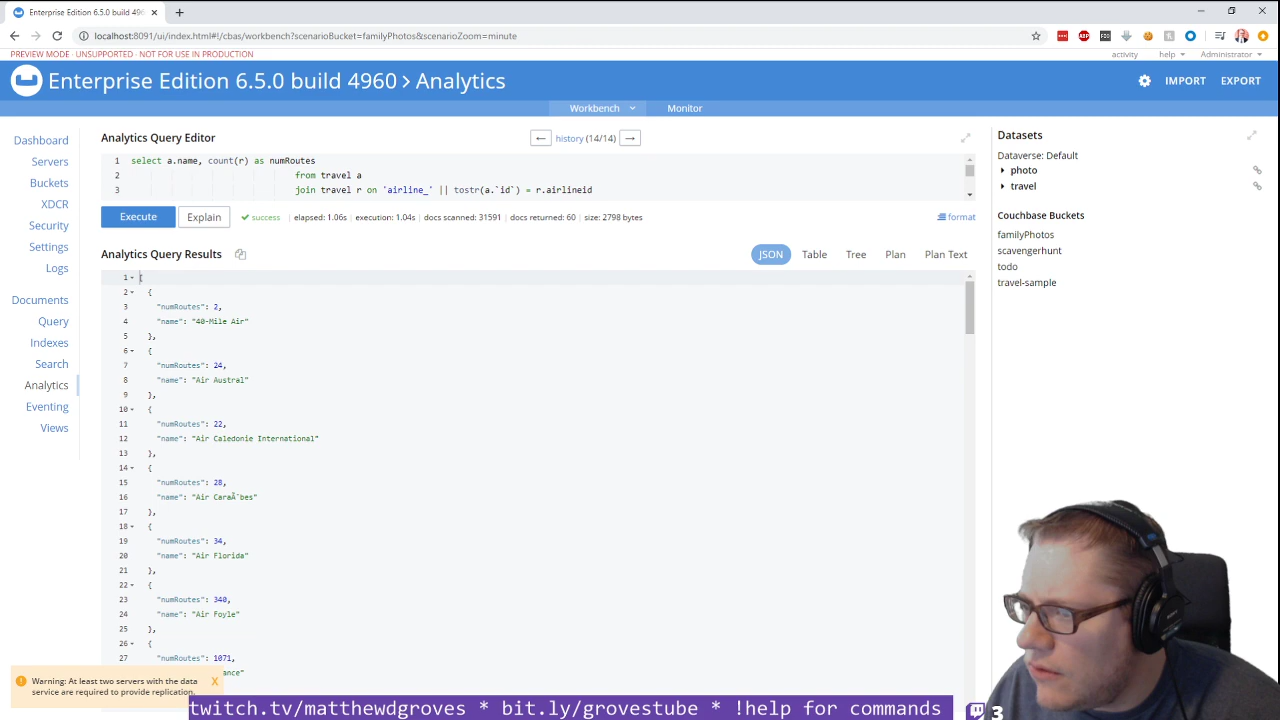 Enterprise Edition 6.5.0 build 496
localhost:8091/ui/index.html#!/cbas/workbench?scenarioBucket=familyPhotos&scenarioZoom=minute
PREVIEW MODE - UNSUPPORTED - NOT FOR USE IN PRODUCTION
activity help Administrator
Enterprise Edition 6.5.0 build 4960 > Analytics
IMPORT EXPORT
Workbench Monitor
Dashboard
Servers
Buckets
XDCR
Security
Settings
Logs
Documents
Query
Indexes
Search
Analytics
Eventing
Views
Analytics Query Editor
← history (14/14) →
1 select a.name, count(r) as numRoutes
2 from travel a
3 join travel r on 'airline_' || tostr(a.`id`) = r.airlineid
Execute Explain success elapsed: 1.06s execution: 1.04s docs scanned: 31591 docs returned: 60 size: 2798 bytes format
Analytics Query Results
JSON Table Tree Plan Plan Text
1 [
2 {
3 "numRoutes": 2,
4 "name": "40-Mile Air"
5 },
6 {
7 "numRoutes": 24,
8 "name": "Air Austral"
9 },
10 {
11 "numRoutes": 22,
12 "name": "Air Caledonie International"
13 },
14 {
15 "numRoutes": 28,
16 "name": "Air CaraÃ¯bes"
17 },
18 {
19 "numRoutes": 34,
20 "name": "Air Florida"
21 },
22 {
23 "numRoutes": 340,
24 "name": "Air Foyle"
25 },
26 {
27 "numRoutes": 1071,
ance"
Datasets
Dataverse: Default
photo
travel
Couchbase Buckets
familyPhotos
scavengerhunt
todo
travel-sample
Warning: At least two servers with the data
service are required to provide replication.
X
twitch.tv/matthewdgroves * bit.ly/grovestube * !help for commands
3